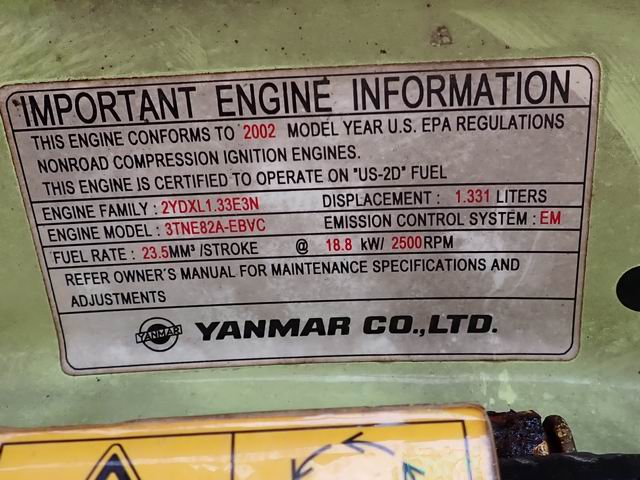 IMPORTANT ENGINE INFORMATION
THIS ENGINE CONFORMS TO 2002 MODEL YEAR U.S. EPA REGULATIONS
NONROAD COMPRESSION IGNITION ENGINES.
THIS ENGINE IS CERTIFIED TO OPERATE ON "US-2D" FUEL
ENGINE FAMILY : 2YDXL1.33E3N DISPLACEMENT : 1.331 LITERS
ENGINE MODEL : 3TNE82A-EBVC EMISSION CONTROL SYSTEM : EM
FUEL RATE : 23.5MM³ /STROKE @ 18.8 kW/ 2500RPM
REFER OWNER'S MANUAL FOR MAINTENANCE SPECIFICATIONS AND
ADJUSTMENTS
YANMAR YANMAR CO.,LTD.